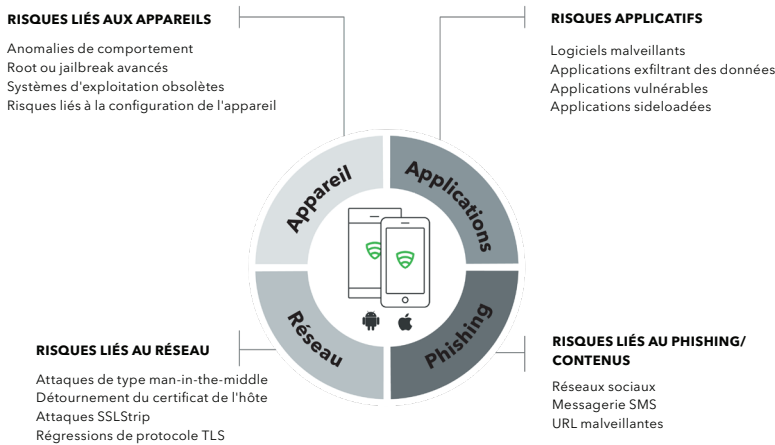 RISQUES LIÉS AUX APPAREILS
Anomalies de comportement
Root ou jailbreak avancés
Systèmes d'exploitation obsolètes
Risques liés à la configuration de l'appareil
RISQUES APPLICATIFS
Logiciels malveillants
Applications exfiltrant des données
Applications vulnérables
Applications sideloadées
Appareil
Applications
Réseau
Phishing
RISQUES LIÉS AU RÉSEAU
Attaques de type man-in-the-middle
Détournement du certificat de l'hôte
Attaques SSLStrip
Régressions de protocole TLS
RISQUES LIÉS AU PHISHING/
CONTENUS
Réseaux sociaux
Messagerie SMS
URL malveillantes